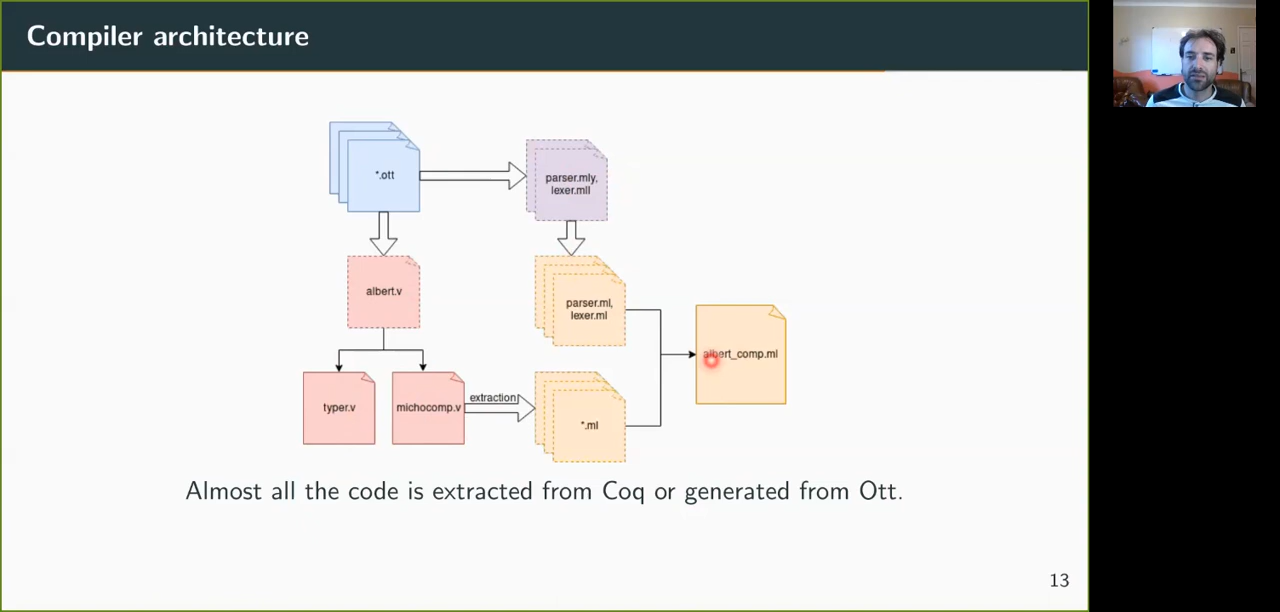 Compiler architecture
*.ott
parser.mly,
lexer.mll
albert.v
parser.ml,
lexer.ml
albert_comp.ml
typer.v
michocomp.v
extraction
*.ml
Almost all the code is extracted from Coq or generated from Ott.
13